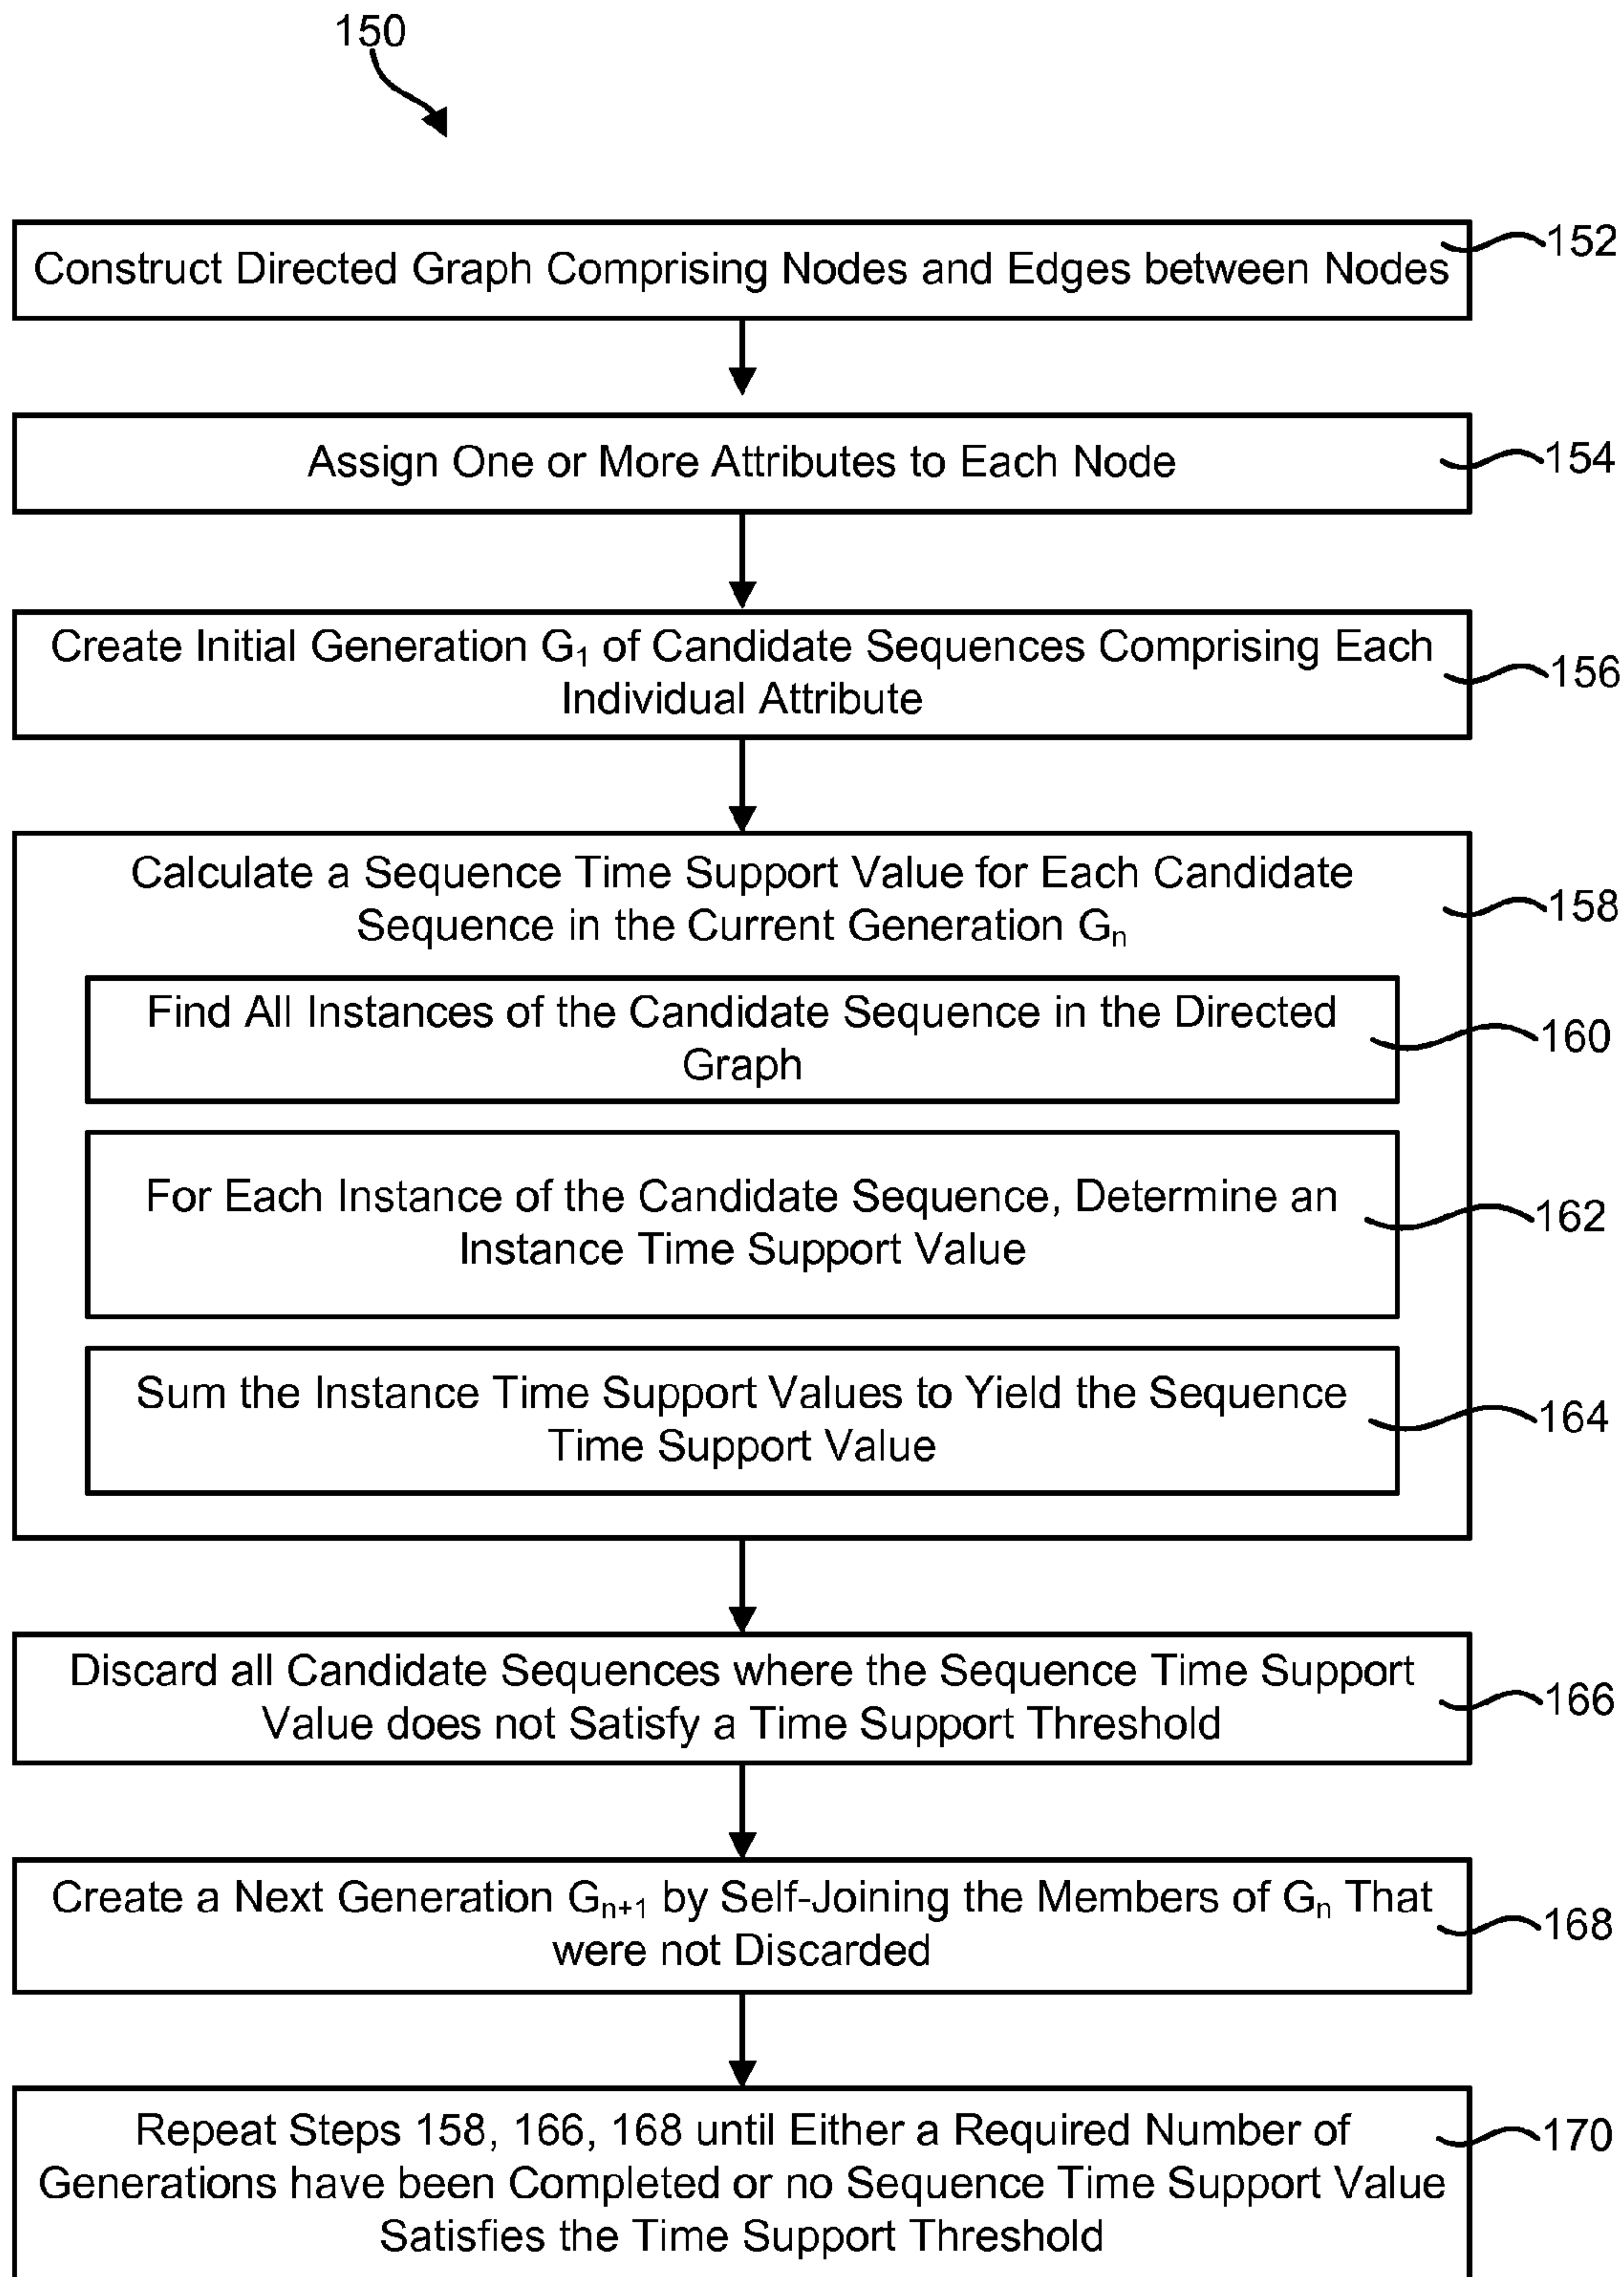 150
Construct Directed Graph Comprising Nodes and Edges between Nodes
152
Assign One or More Attributes to Each Node
154
Create Initial Generation G₁ of Candidate Sequences Comprising Each
Individual Attribute
156
Calculate a Sequence Time Support Value for Each Candidate
Sequence in the Current Generation Gₙ
158
Find All Instances of the Candidate Sequence in the Directed
Graph
160
For Each Instance of the Candidate Sequence, Determine an
Instance Time Support Value
162
Sum the Instance Time Support Values to Yield the Sequence
Time Support Value
164
Discard all Candidate Sequences where the Sequence Time Support
Value does not Satisfy a Time Support Threshold
166
Create a Next Generation Gₙ₊₁ by Self-Joining the Members of Gₙ That
were not Discarded
168
Repeat Steps 158, 166, 168 until Either a Required Number of
Generations have been Completed or no Sequence Time Support Value
Satisfies the Time Support Threshold
170